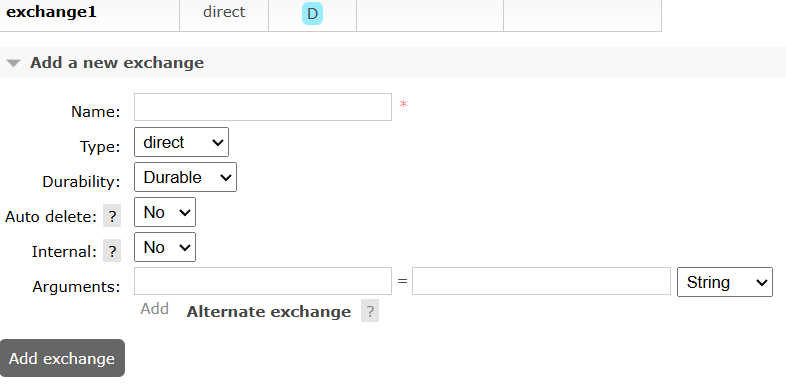 exchange1 direct D
Add a new exchange
Name: *
Type: direct
Durability: Durable
Auto delete: ? No
Internal: ? No
Arguments: = String
Add Alternate exchange ?
Add exchange